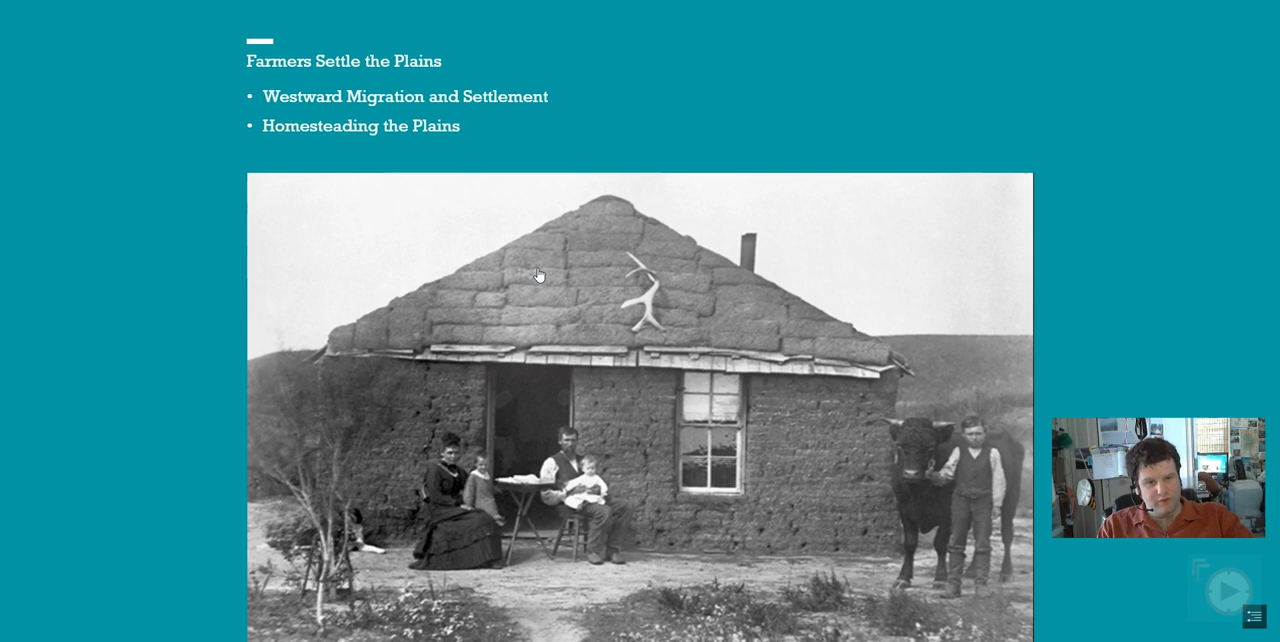 Farmers Settle the Plains
• Westward Migration and Settlement
• Homesteading the Plains